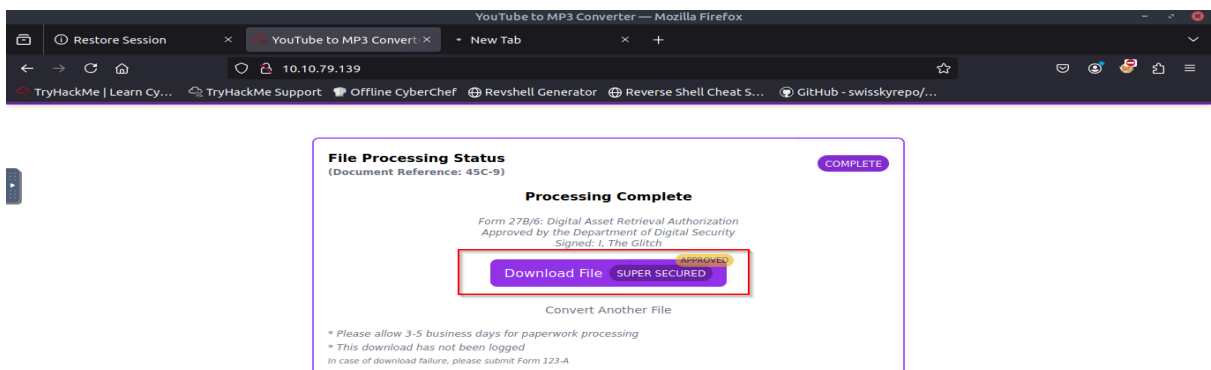 YouTube to MP3 Converter — Mozilla Firefox
Restore Session
YouTube to MP3 Convert
New Tab
10.10.79.139
TryHackMe | Learn Cy... TryHackMe Support Offline CyberChef Revshell Generator Reverse Shell Cheat S... GitHub - swisskyrepo/...
File Processing Status
COMPLETE
(Document Reference: 45C-9)
Processing Complete
Form 27B/6: Digital Asset Retrieval Authorization
Approved by the Department of Digital Security
Signed: I, The Glitch
APPROVED
Download File SUPER SECURED
Convert Another File
* Please allow 3-5 business days for paperwork processing
* This download has not been logged
In case of download failure, please submit Form 123-A